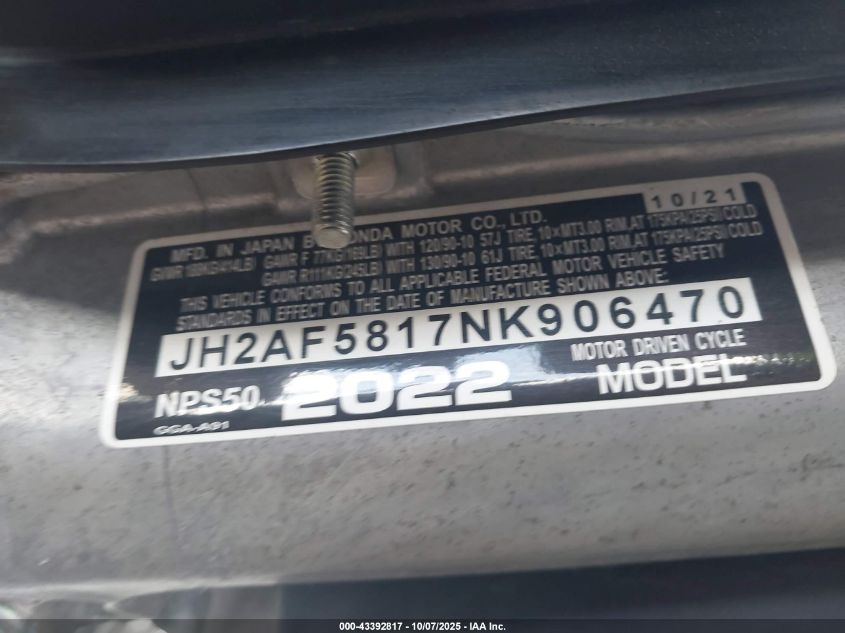 10/21
MFD. IN JAPAN B HONDA MOTOR CO., LTD.
GAWR F 77KG(169LB) WITH 120/90-10 57J TIRE, 10×MT3.00 RIM, AT 175KPA(25PSI) COLD
GAWR R111KG(245LB) WITH 130/90-10 61J TIRE, 10×MT3.00 RIM, AT 175KPA(25PSI) COLD
THIS VEHICLE CONFORMS TO ALL APPLICABLE FEDERAL MOTOR VEHICLE SAFETY
STANDARDS IN EFFECT ON THE DATE OF MANUFACTURE SHOWN ABOVE:
JH2AF5817NK906470
NPS50 2022 MOTOR DRIVEN CYCLE
MODEL
GGA-A91
000-43392817 - 10/07/2025 - IAA Inc.